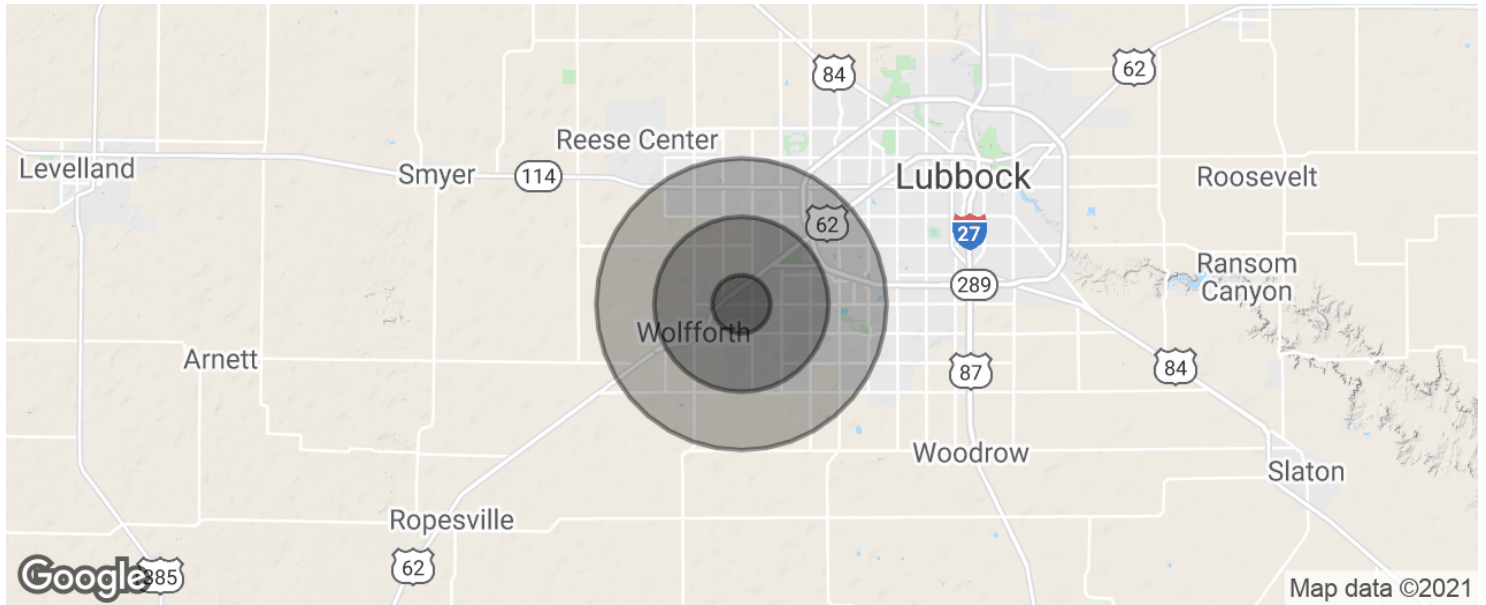 84
62
Reese Center
Levelland
Smyer
114
Lubbock
Roosevelt
62
27
Ransom
Canyon
289
Wolfforth
Arnett
87
84
Woodrow
Slaton
Ropesville
62
Google
385
Map data ©2021